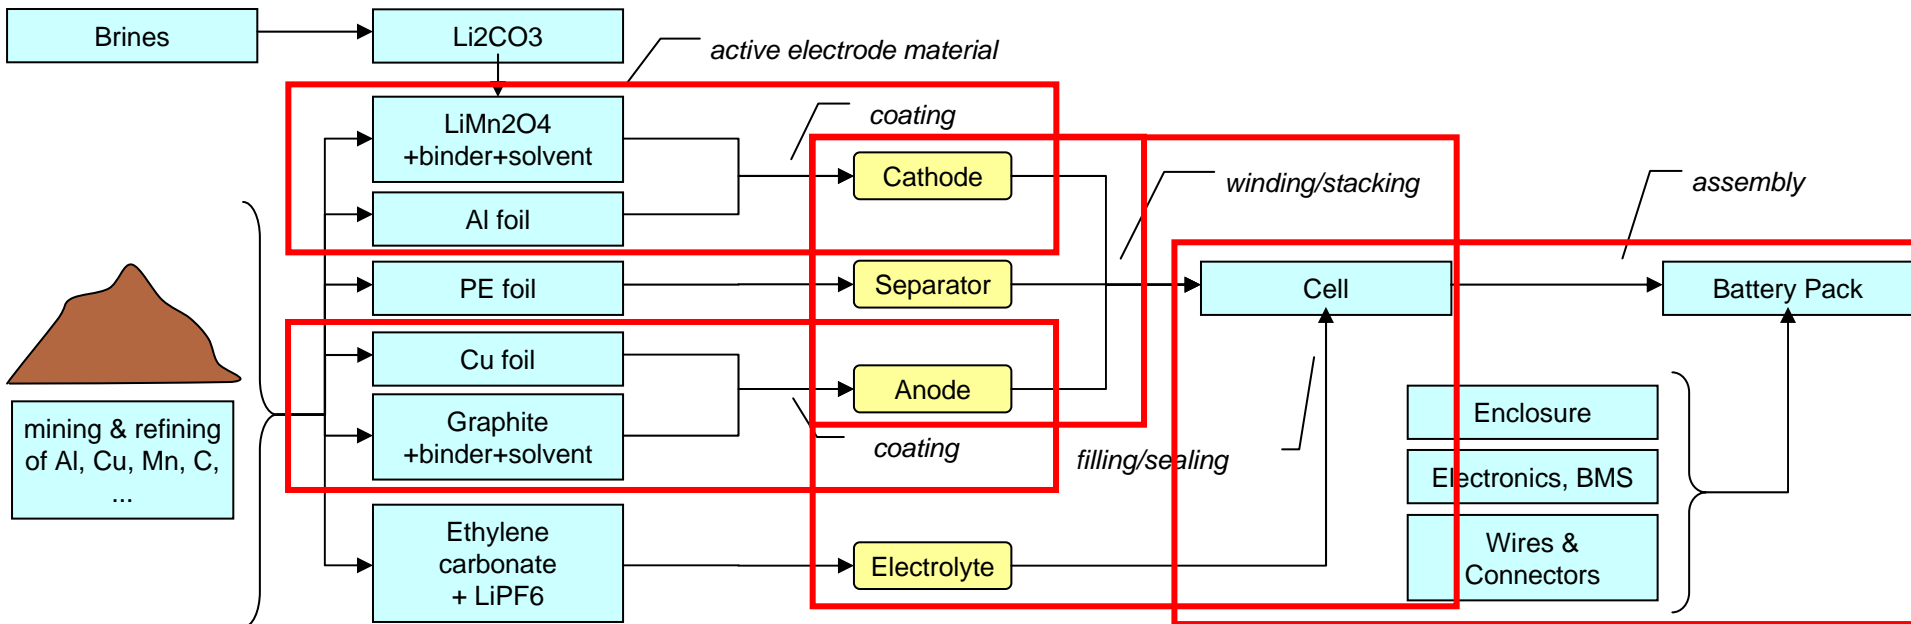 Brines
Li2CO3
active electrode material
LiMn2O4
+binder+solvent
coating
Cathode
winding/stacking
assembly
Al foil
PE foil
Separator
Cell
Battery Pack
Cu foil
Anode
mining & refining
of Al, Cu, Mn, C,
...
Graphite
+binder+solvent
coating
filling/sealing
Enclosure
Electronics, BMS
Wires &
Connectors
Ethylene
carbonate
+ LiPF6
Electrolyte